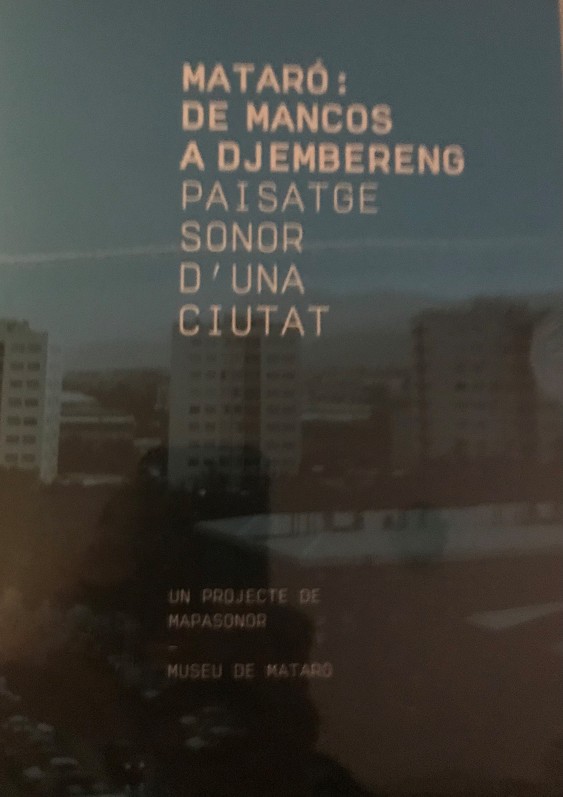 MATARÓ:
DE MANCOS
A DJEMBERENG
PAISATGE
SONOR
D'UNA
CIUTAT
UN PROJECTE DE
MAPASONOR
–
MUSEU DE MATARÓ